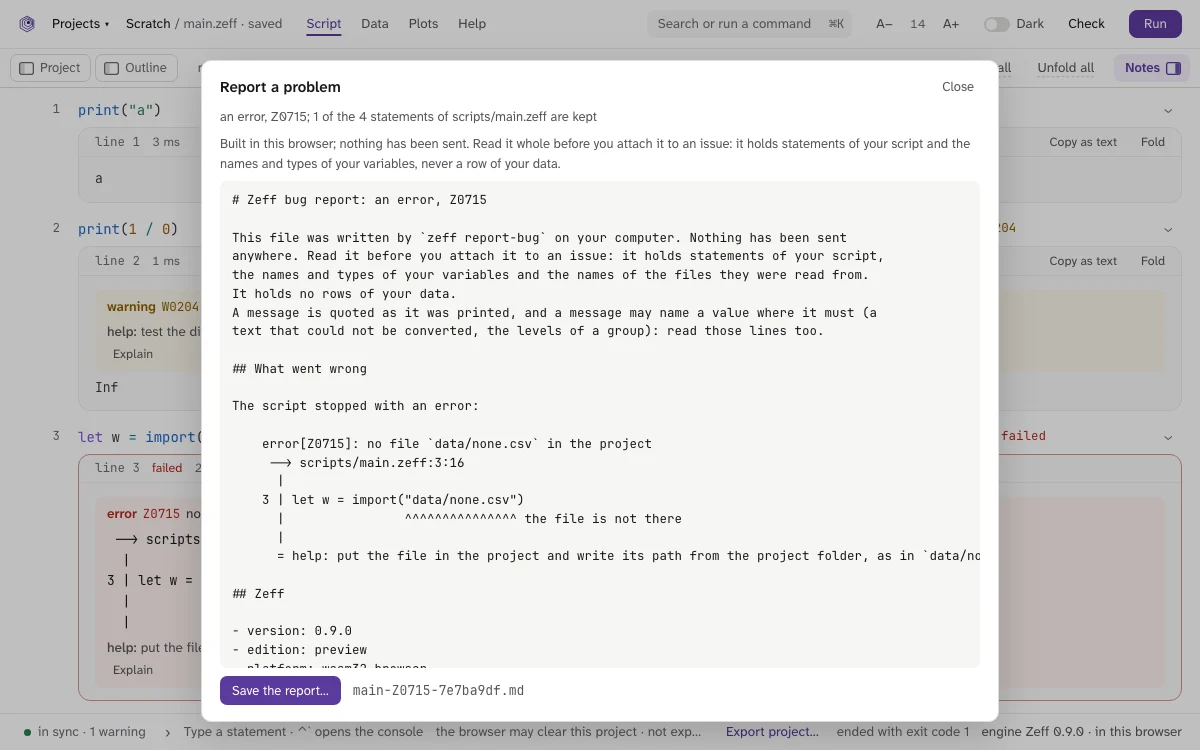 Projects ▾ Scratch / main.zeff · saved Script Data Plots Help Search or run a command ⌘K A− 14 A+ Dark Check Run
Project Outline all Unfold all Notes
Report a problem Close
an error, Z0715; 1 of the 4 statements of scripts/main.zeff are kept
Built in this browser; nothing has been sent. Read it whole before you attach it to an issue: it holds statements of your script and the
names and types of your variables, never a row of your data.
# Zeff bug report: an error, Z0715
This file was written by `zeff report-bug` on your computer. Nothing has been sent
anywhere. Read it before you attach it to an issue: it holds statements of your script,
the names and types of your variables and the names of the files they were read from.
It holds no rows of your data.
A message is quoted as it was printed, and a message may name a value where it must (a
text that could not be converted, the levels of a group): read those lines too.
## What went wrong
The script stopped with an error:
error[Z0715]: no file `data/none.csv` in the project
--> scripts/main.zeff:3:16
|
3 | let w = import("data/none.csv")
| ^^^^^^^^^^^^^^^ the file is not there
|
= help: put the file in the project and write its path from the project folder, as in `data/no
## Zeff
- version: 0.9.0
- edition: preview
- platform: wasm32 browser
Save the report… main-Z0715-7e7ba9df.md
1 print("a")
line 1 3 ms Copy as text Fold
a
2 print(1 / 0) 204
line 2 1 ms Copy as text Fold
warning W0204
help: test the di
Explain
Inf
3 let w = import( failed
line 3 failed 2
error Z0715 no
--> scripts
|
3 | let w =
|
|
help: put the file
Explain
in sync · 1 warning › Type a statement · ^` opens the console the browser may clear this project · not exp… Export project… ended with exit code 1 engine Zeff 0.9.0 · in this browser